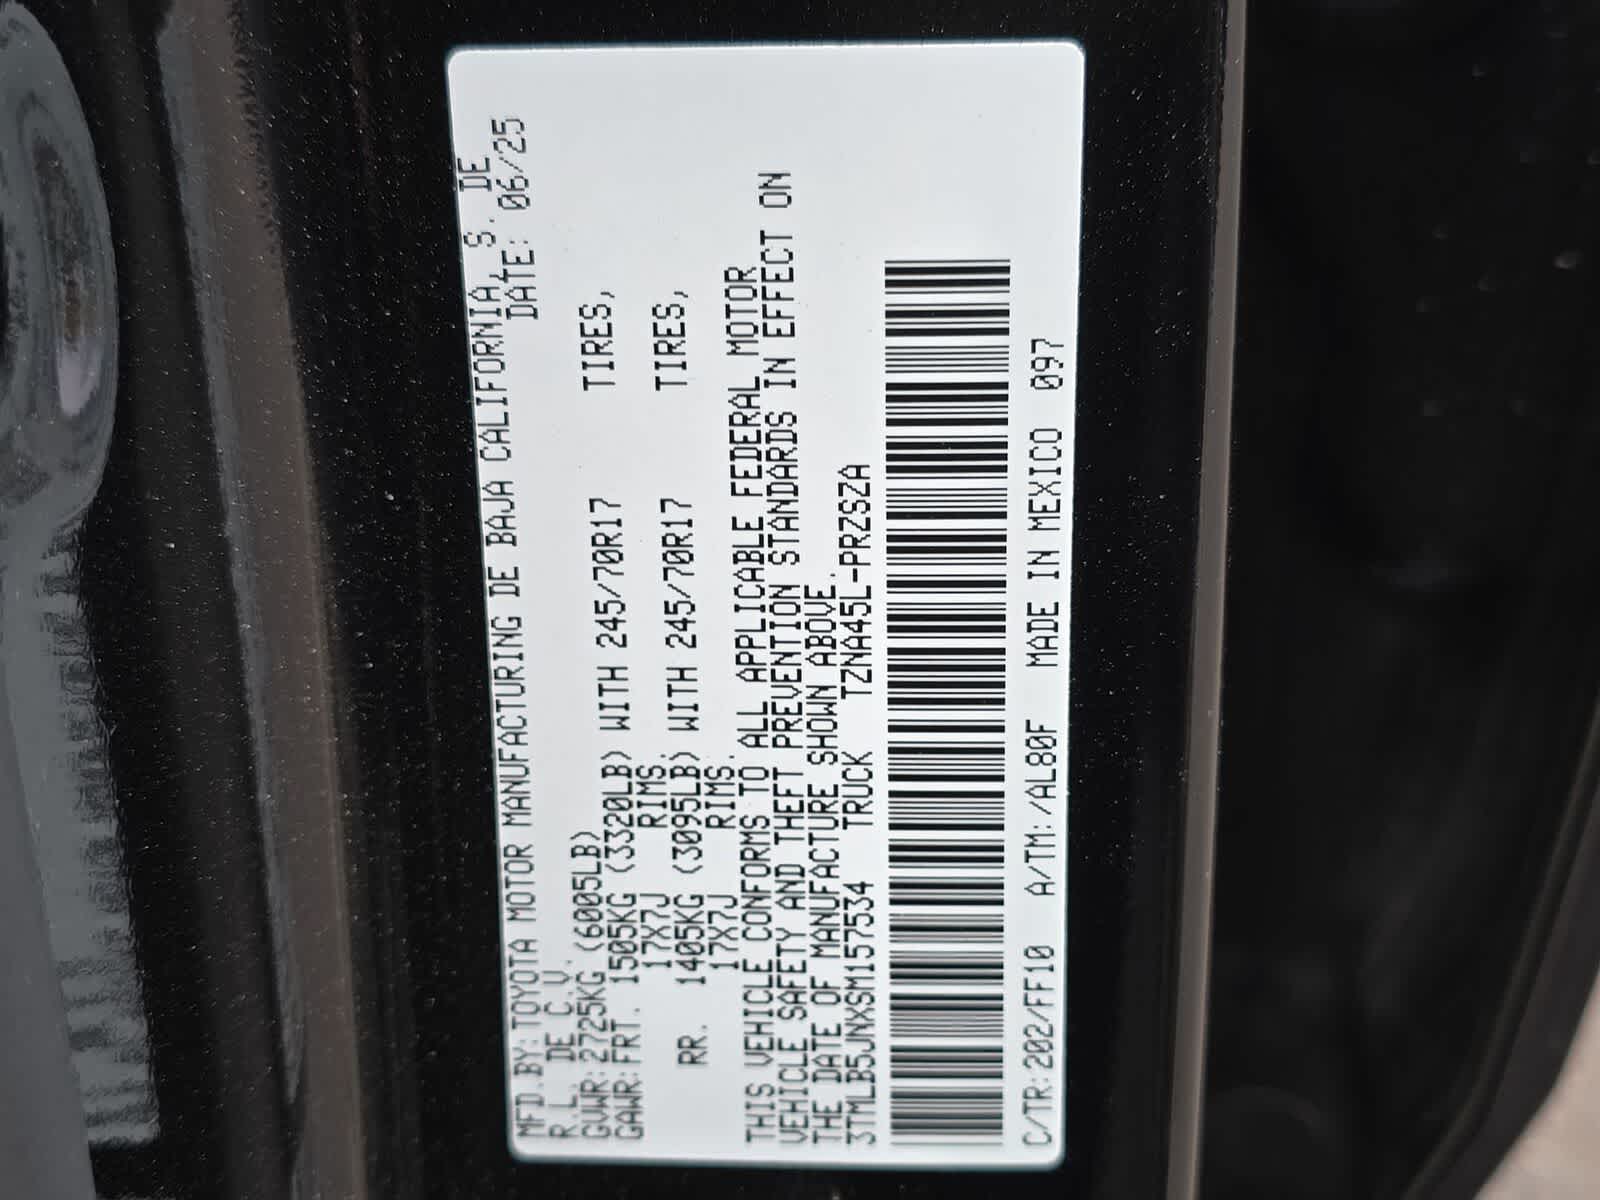 MFD.BY:TOYOTA MOTOR MANUFACTURING DE BAJA CALIFORNIA, S. DE
R.L. DE C.V. DATE: 06/25
GVWR:2725KG (6005LB)
GAWR:FRT. 1505KG (3320LB) WITH 245/70R17 TIRES,
17X7J RIMS.
RR. 1405KG (3095LB) WITH 245/70R17 TIRES,
17X7J RIMS.
THIS VEHICLE CONFORMS TO ALL APPLICABLE FEDERAL MOTOR
VEHICLE SAFETY AND THEFT PREVENTION STANDARDS IN EFFECT ON
THE DATE OF MANUFACTURE SHOWN ABOVE.
3TMLB5JNXSM157534 TRUCK TZNA45L-PRZSZA
C/TR:202/FF10 A/TM:/AL80F MADE IN MEXICO 097